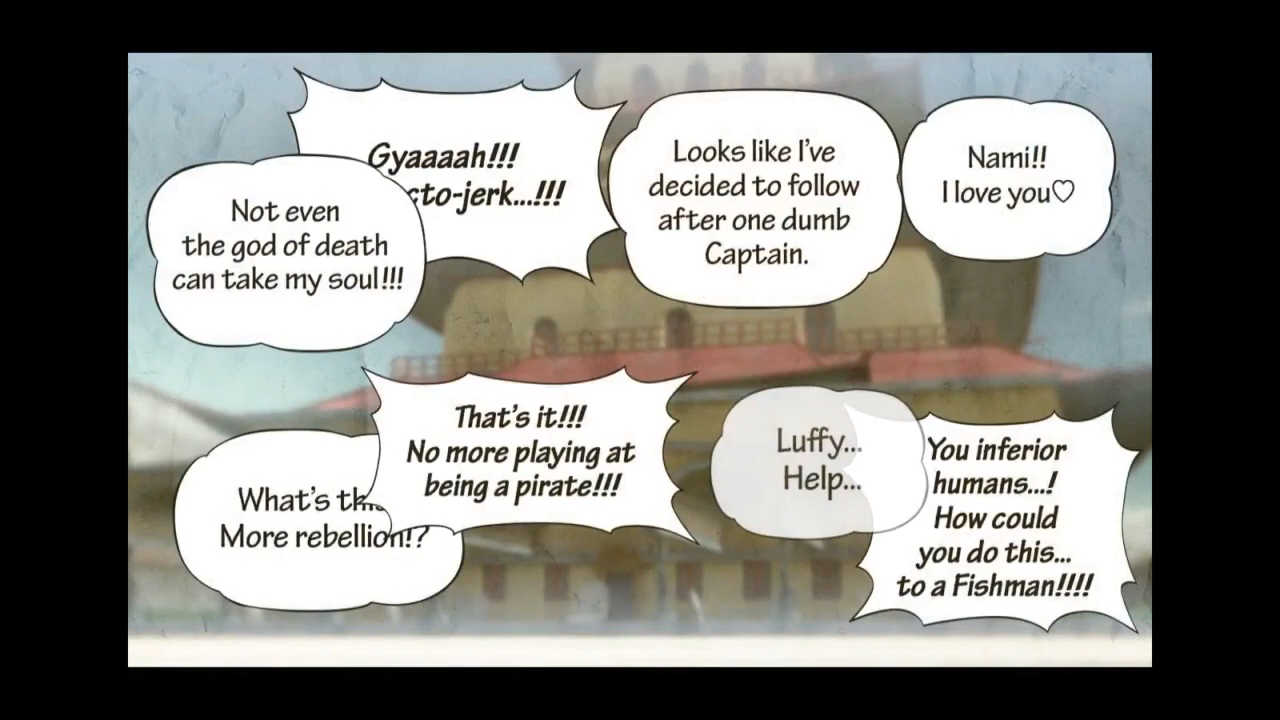 Gyaaaah!!!
cto-jerk...!!!
Not even
the god of death
can take my soul!!!
Looks like I've
decided to follow
after one dumb
Captain.
Nami!!
I love you♡
That's it!!!
No more playing at
being a pirate!!!
What's
More rebellion!?
Luffy...
Help...
You inferior
humans...!
How could
you do this...
to a Fishman!!!!